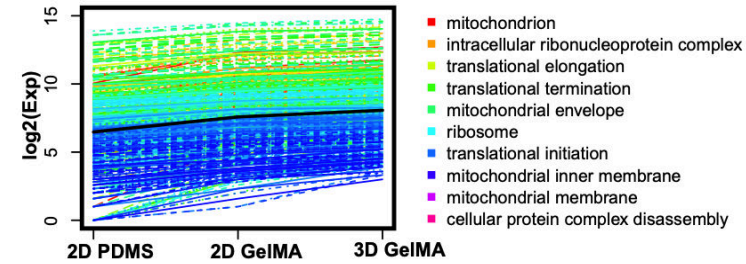 log2(Exp)
15
10
5
0
2D PDMS
2D GelMA
3D GelMA
mitochondrion
intracellular ribonucleoprotein complex
translational elongation
translational termination
mitochondrial envelope
ribosome
translational initiation
mitochondrial inner membrane
mitochondrial membrane
cellular protein complex disassembly